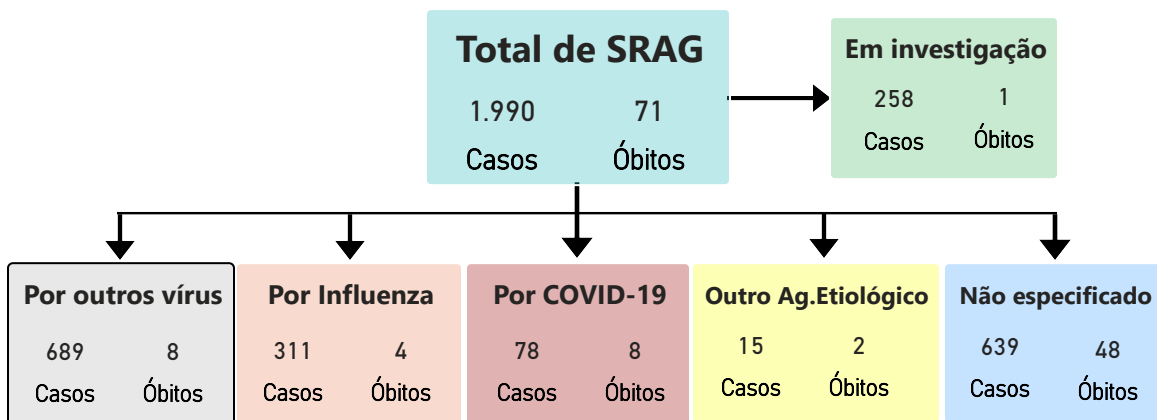 Total de SRAG
1.990 71
Casos Óbitos
Em investigação
258 1
Casos Óbitos
Por outros vírus
689 8
Casos Óbitos
Por Influenza
311 4
Casos Óbitos
Por COVID-19
78 8
Casos Óbitos
Outro Ag.Etiológico
15 2
Casos Óbitos
Não especificado
639 48
Casos Óbitos